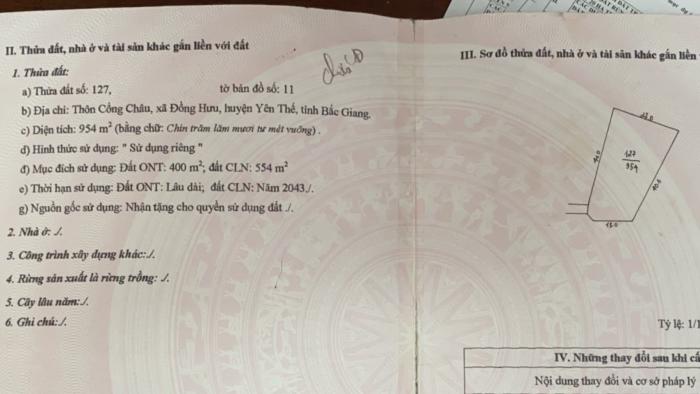 II. Thửa đất, nhà ở và tài sản khác gắn liền với đất
1. Thửa đất:
a) Thửa đất số: 127, tờ bản đồ số: 11
b) Địa chỉ: Thôn Cổng Châu, xã Đồng Hưu, huyện Yên Thế, tỉnh Bắc Giang.
c) Diện tích: 954 m² (bằng chữ: Chín trăm lăm mươi tư mét vuông).
d) Hình thức sử dụng: " Sử dụng riêng "
đ) Mục đích sử dụng: Đất ONT: 400 m²; đất CLN: 554 m²
e) Thời hạn sử dụng: Đất ONT: Lâu dài; đất CLN: Năm 2043./.
g) Nguồn gốc sử dụng: Nhận tặng cho quyền sử dụng đất ./.
2. Nhà ở: ./.
3. Công trình xây dựng khác:./.
4. Rừng sản xuất là rừng trồng: ./.
5. Cây lâu năm:./.
6. Ghi chú:./.
III. Sơ đồ thửa đất, nhà ở và tài sản khác gắn liền
127
954
Tỷ lệ: 1/1
IV. Những thay đổi sau khi cấ
Nội dung thay đổi và cơ sở pháp lý